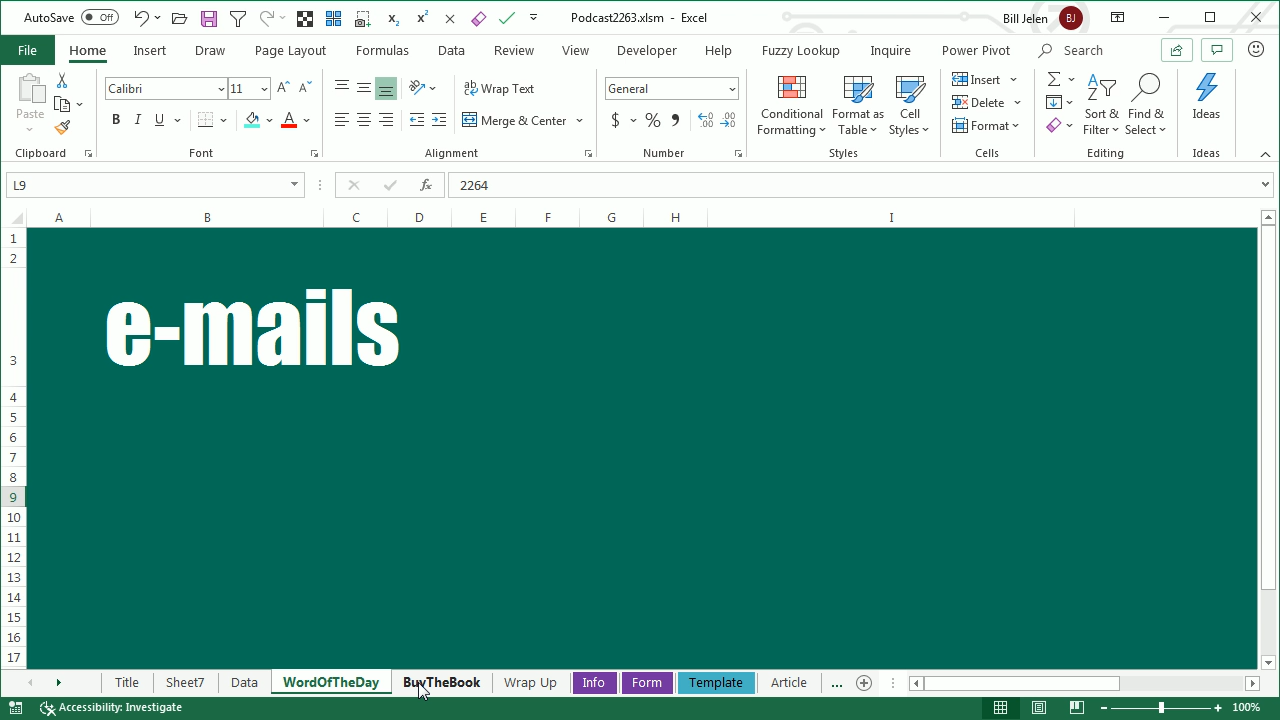 AutoSave Off Podcast2263.xlsm - Excel Bill Jelen BJ
File Home Insert Draw Page Layout Formulas Data Review View Developer Help Fuzzy Lookup Inquire Power Pivot Search
Paste
Calibri 11
Wrap Text
Merge & Center
General
Conditional Formatting
Format as Table
Cell Styles
Insert
Delete
Format
Sort & Filter
Find & Select
Ideas
Clipboard Font Alignment Number Styles Cells Editing Ideas
L9 fx 2264
A B C D E F G H I
1
2
3
4
5
6
7
8
9
10
11
12
13
14
15
16
17
e-mails
Title Sheet7 Data WordOfTheDay BuyTheBook Wrap Up Info Form Template Article ...
Accessibility: Investigate 100%